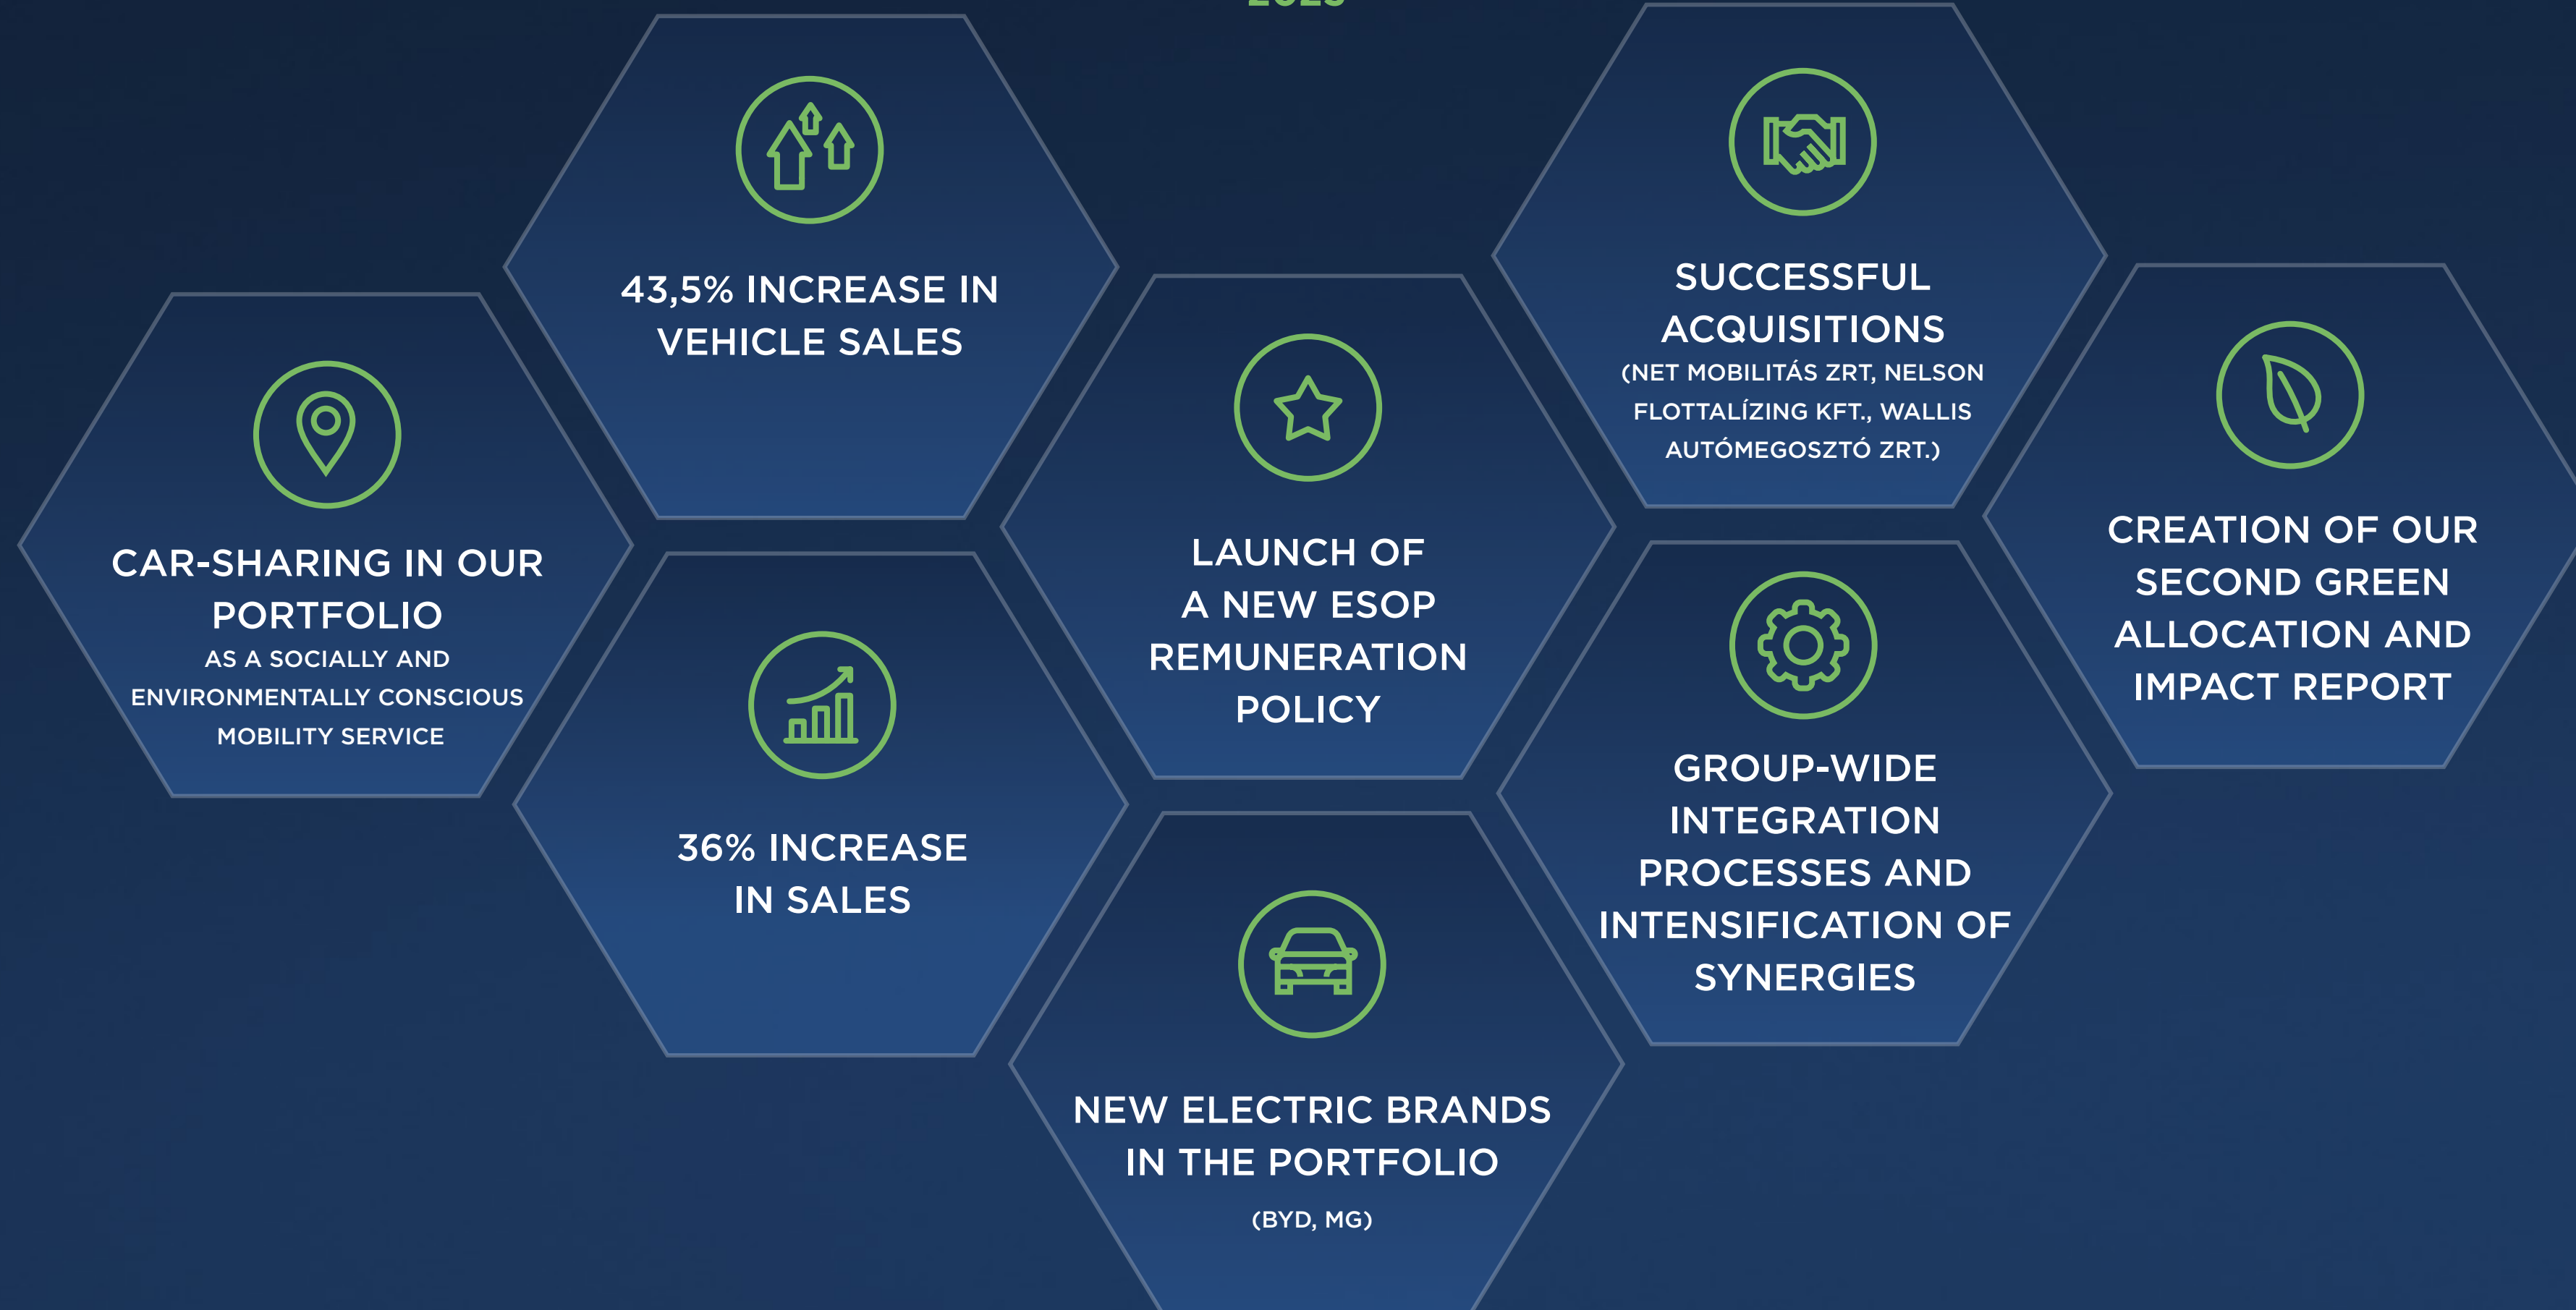 43,5% INCREASE IN
VEHICLE SALES
SUCCESSFUL
ACQUISITIONS
(NET MOBILITÁS ZRT, NELSON
FLOTTALÍZING KFT., WALLIS
AUTÓMEGOSZTÓ ZRT.)
CAR-SHARING IN OUR
PORTFOLIO
AS A SOCIALLY AND
ENVIRONMENTALLY CONSCIOUS
MOBILITY SERVICE
LAUNCH OF
A NEW ESOP
REMUNERATION
POLICY
CREATION OF OUR
SECOND GREEN
ALLOCATION AND
IMPACT REPORT
36% INCREASE
IN SALES
GROUP-WIDE
INTEGRATION
PROCESSES AND
INTENSIFICATION OF
SYNERGIES
NEW ELECTRIC BRANDS
IN THE PORTFOLIO
(BYD, MG)